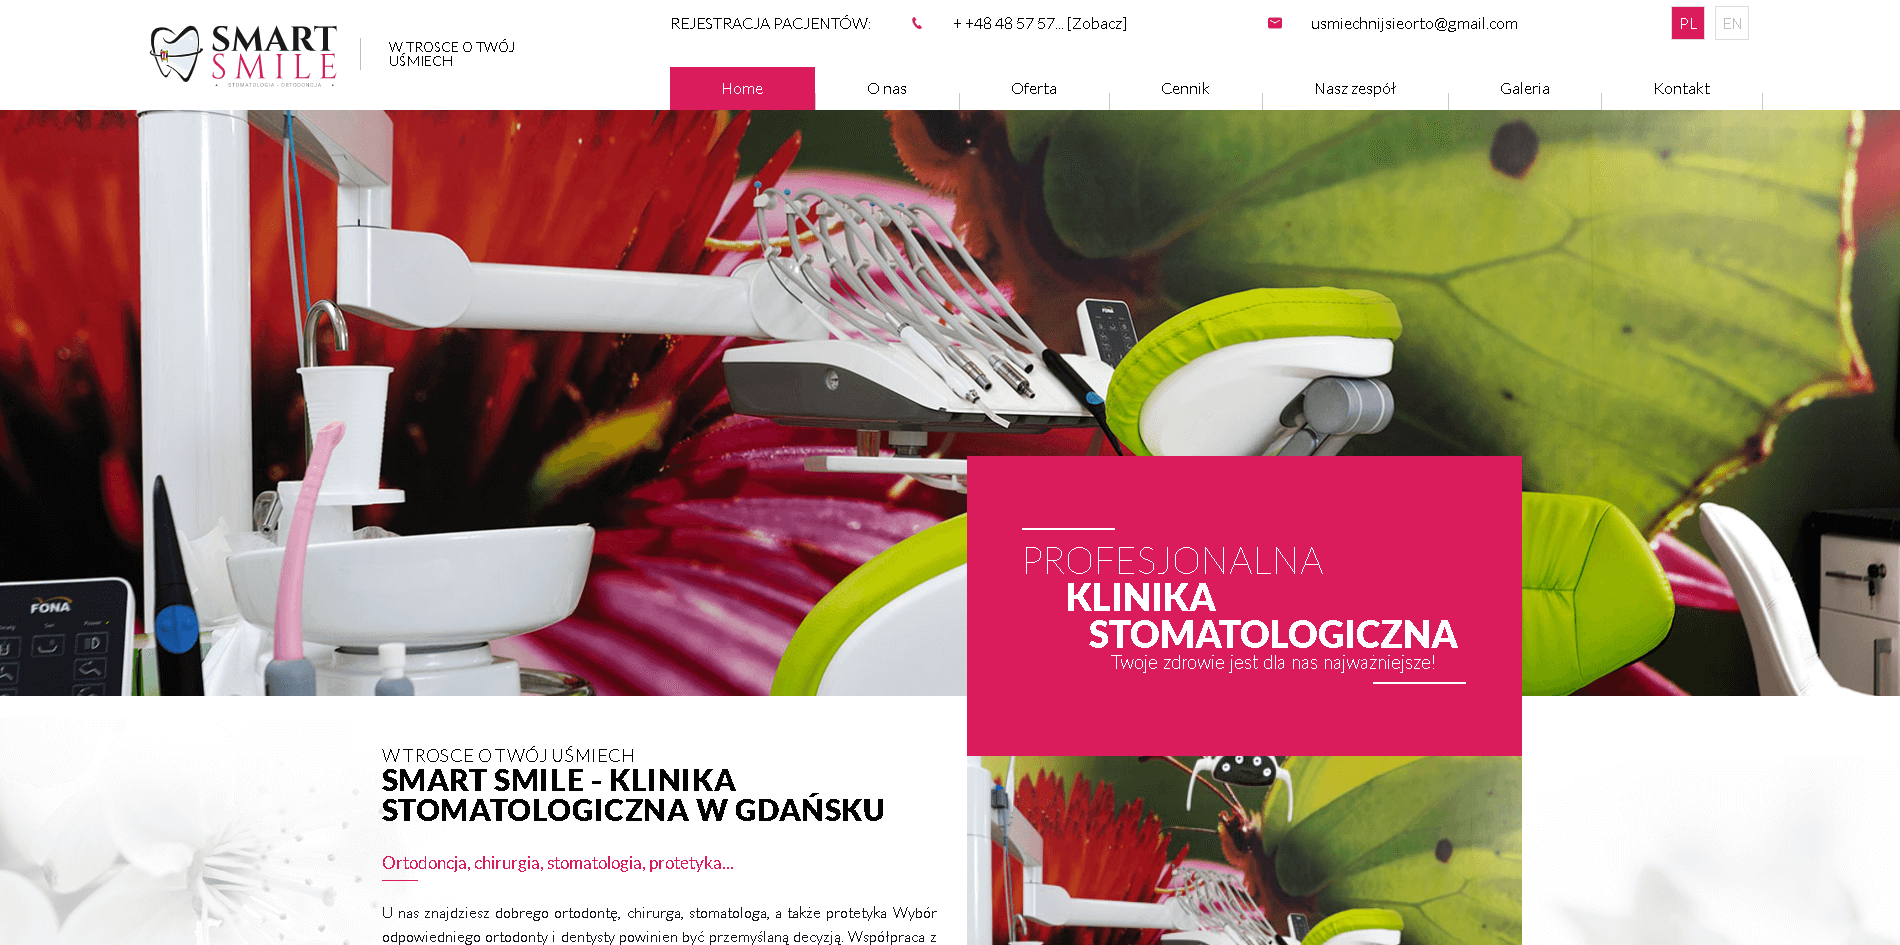 SMART
SMILE
STOMATOLOGIA - ORTODONCJA
W TROSCE O TWÓJ
UŚMIECH
REJESTRACJA PACJENTÓW:
+ +48 48 57 57... [Zobacz]
usmiechnijsieorto@gmail.com
PL
EN
Home
O nas
Oferta
Cennik
Nasz zespół
Galeria
Kontakt
FONA
FONA
PROFESJONALNA
KLINIKA
STOMATOLOGICZNA
Twoje zdrowie jest dla nas najważniejsze!
W TROSCE O TWÓJ UŚMIECH
SMART SMILE - KLINIKA
STOMATOLOGICZNA W GDAŃSKU
Ortodoncja, chirurgia, stomatologia, protetyka...
U nas znajdziesz dobrego ortodontę, chirurga, stomatologa, a także protetyka Wybór
odpowiedniego ortodonty i dentysty powinien być przemyślaną decyzją. Współpraca z